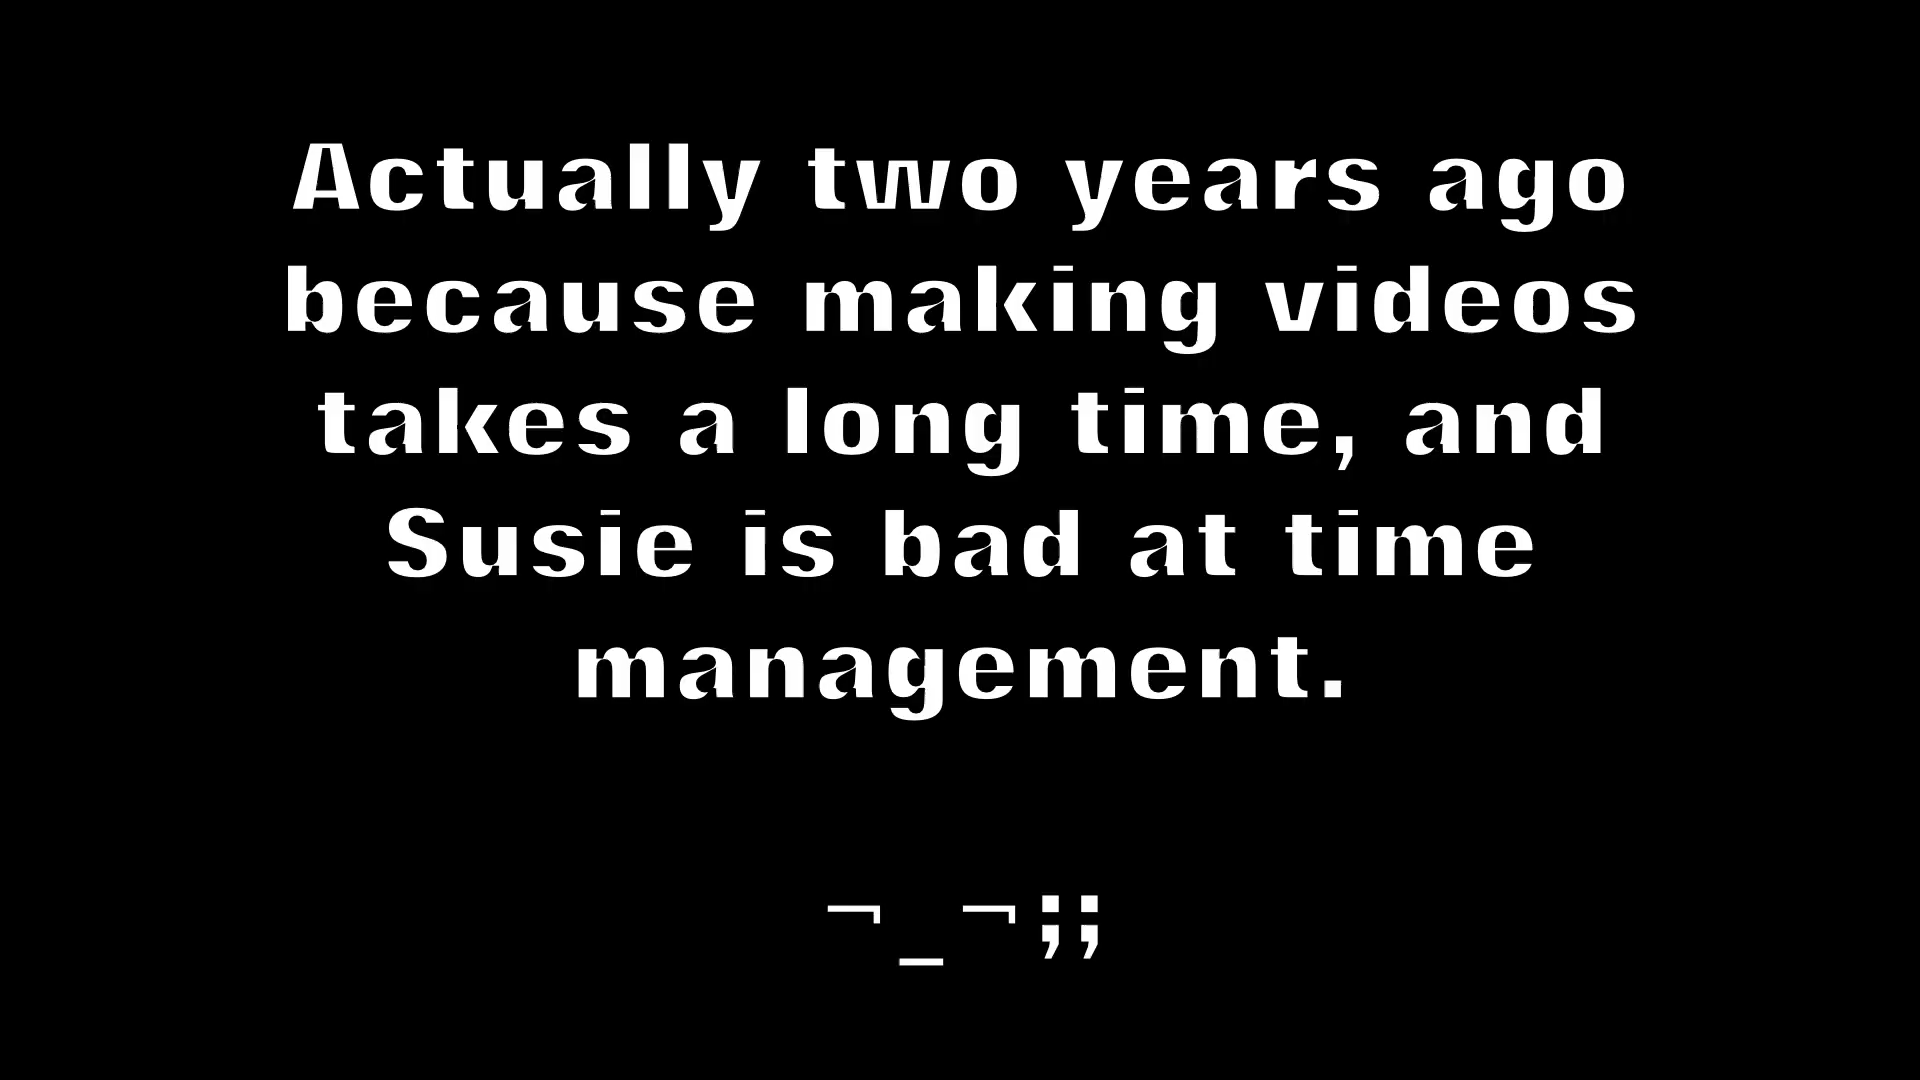 Actually two years ago
because making videos
takes a long time, and
Susie is bad at time
management.
¬_¬;;